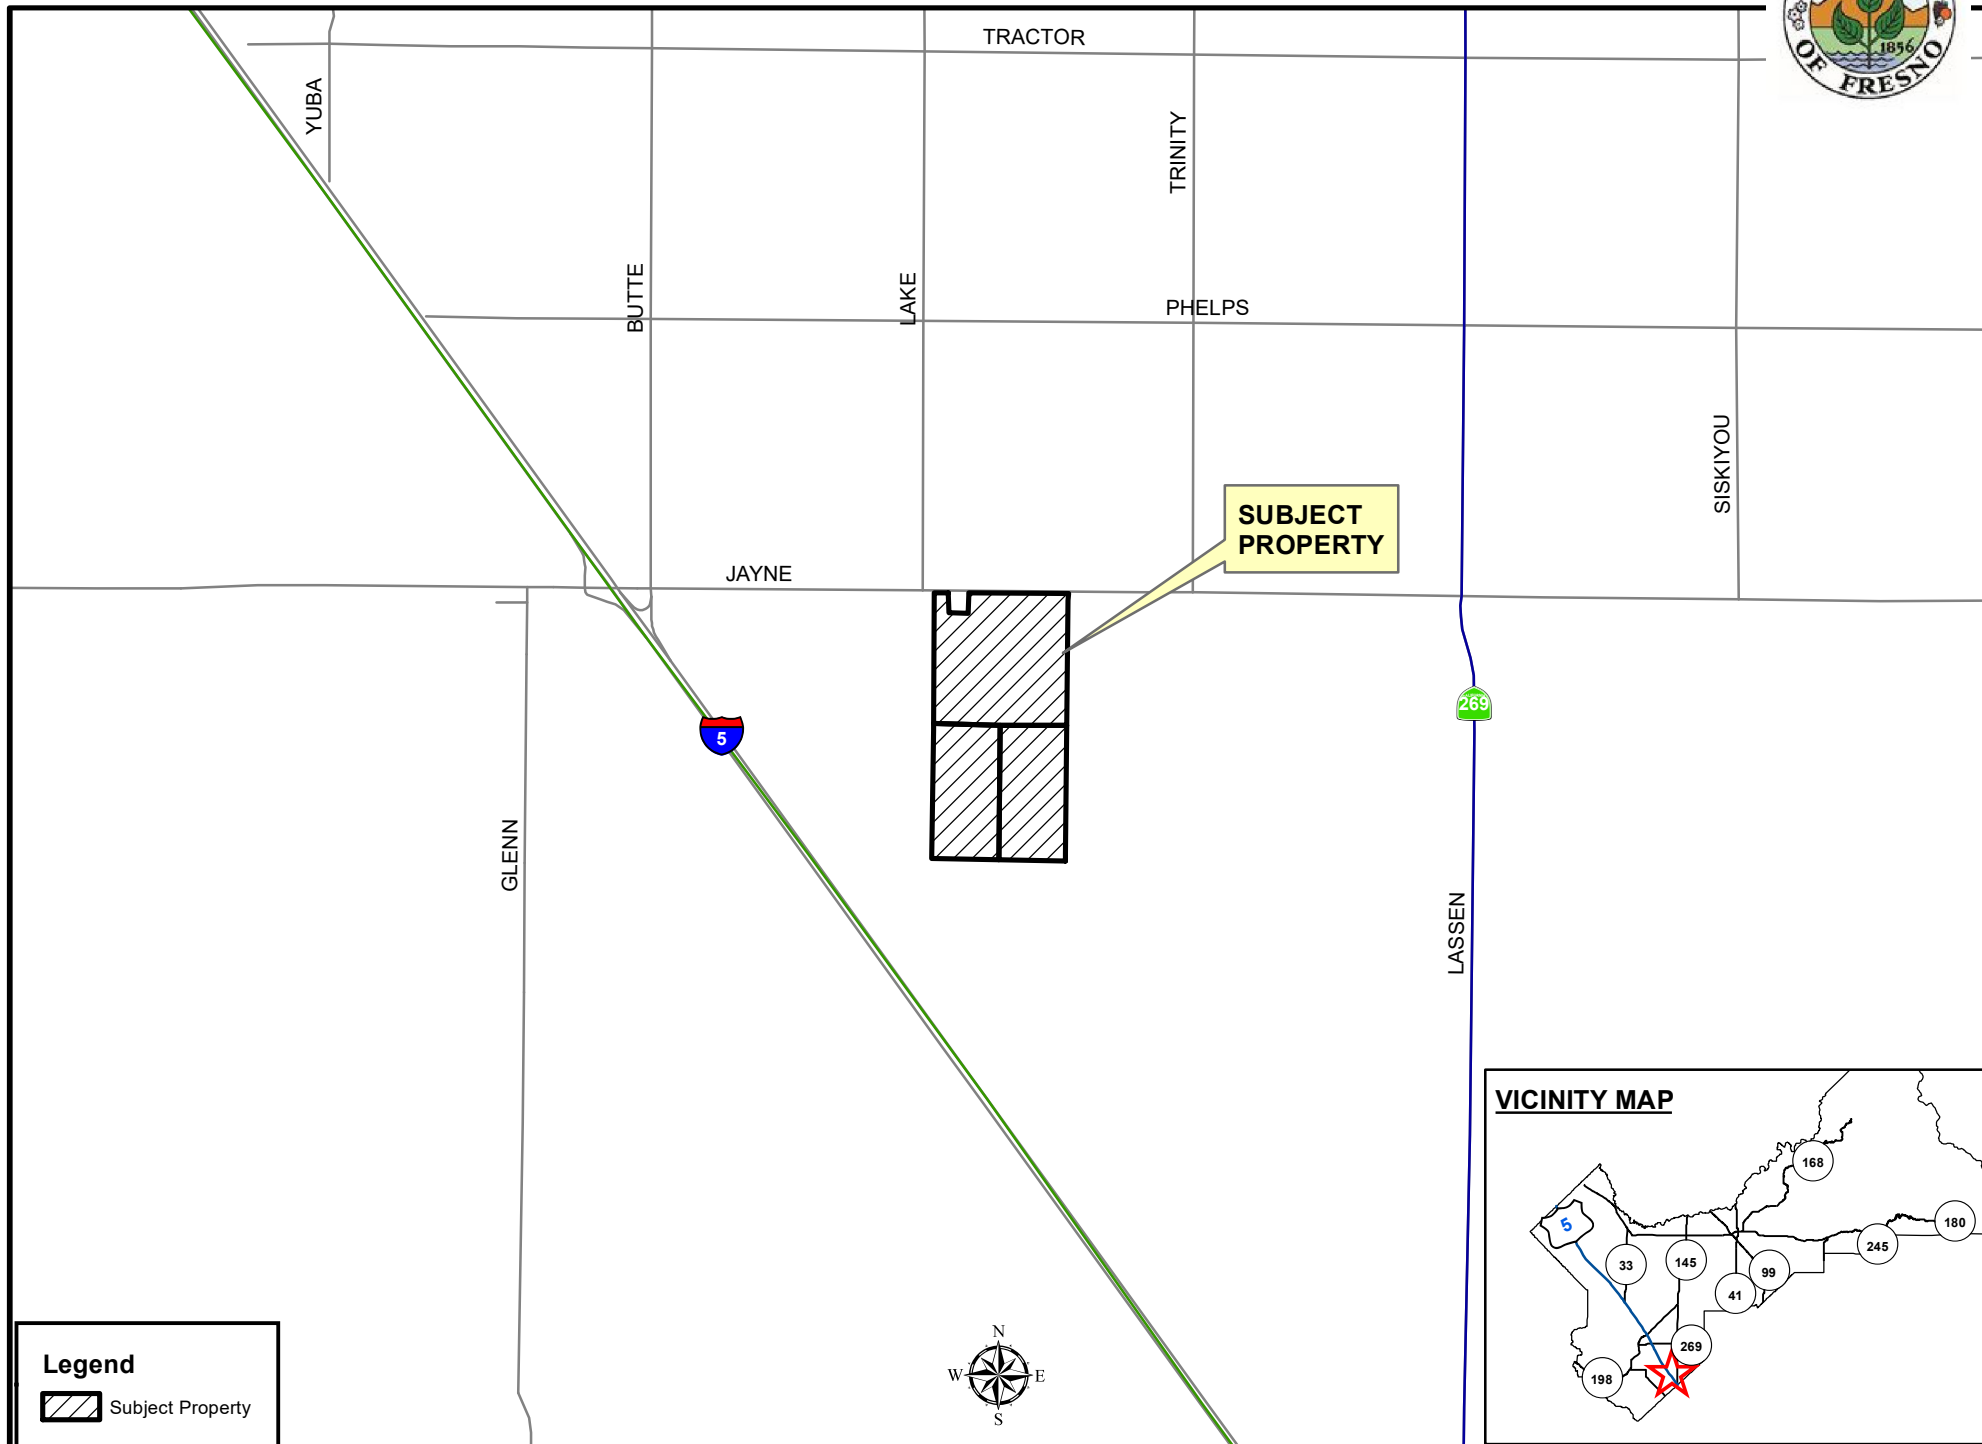 TRACTOR
1856
OF FRESNO
YUBA
TRINITY
BUTTE
LAKE
PHELPS
SISKIYOU
SUBJECT
PROPERTY
JAYNE
269
5
GLENN
LASSEN
VICINITY MAP
168
5
180
245
33
145
99
41
269
198
Legend
Subject Property
N
W
E
S